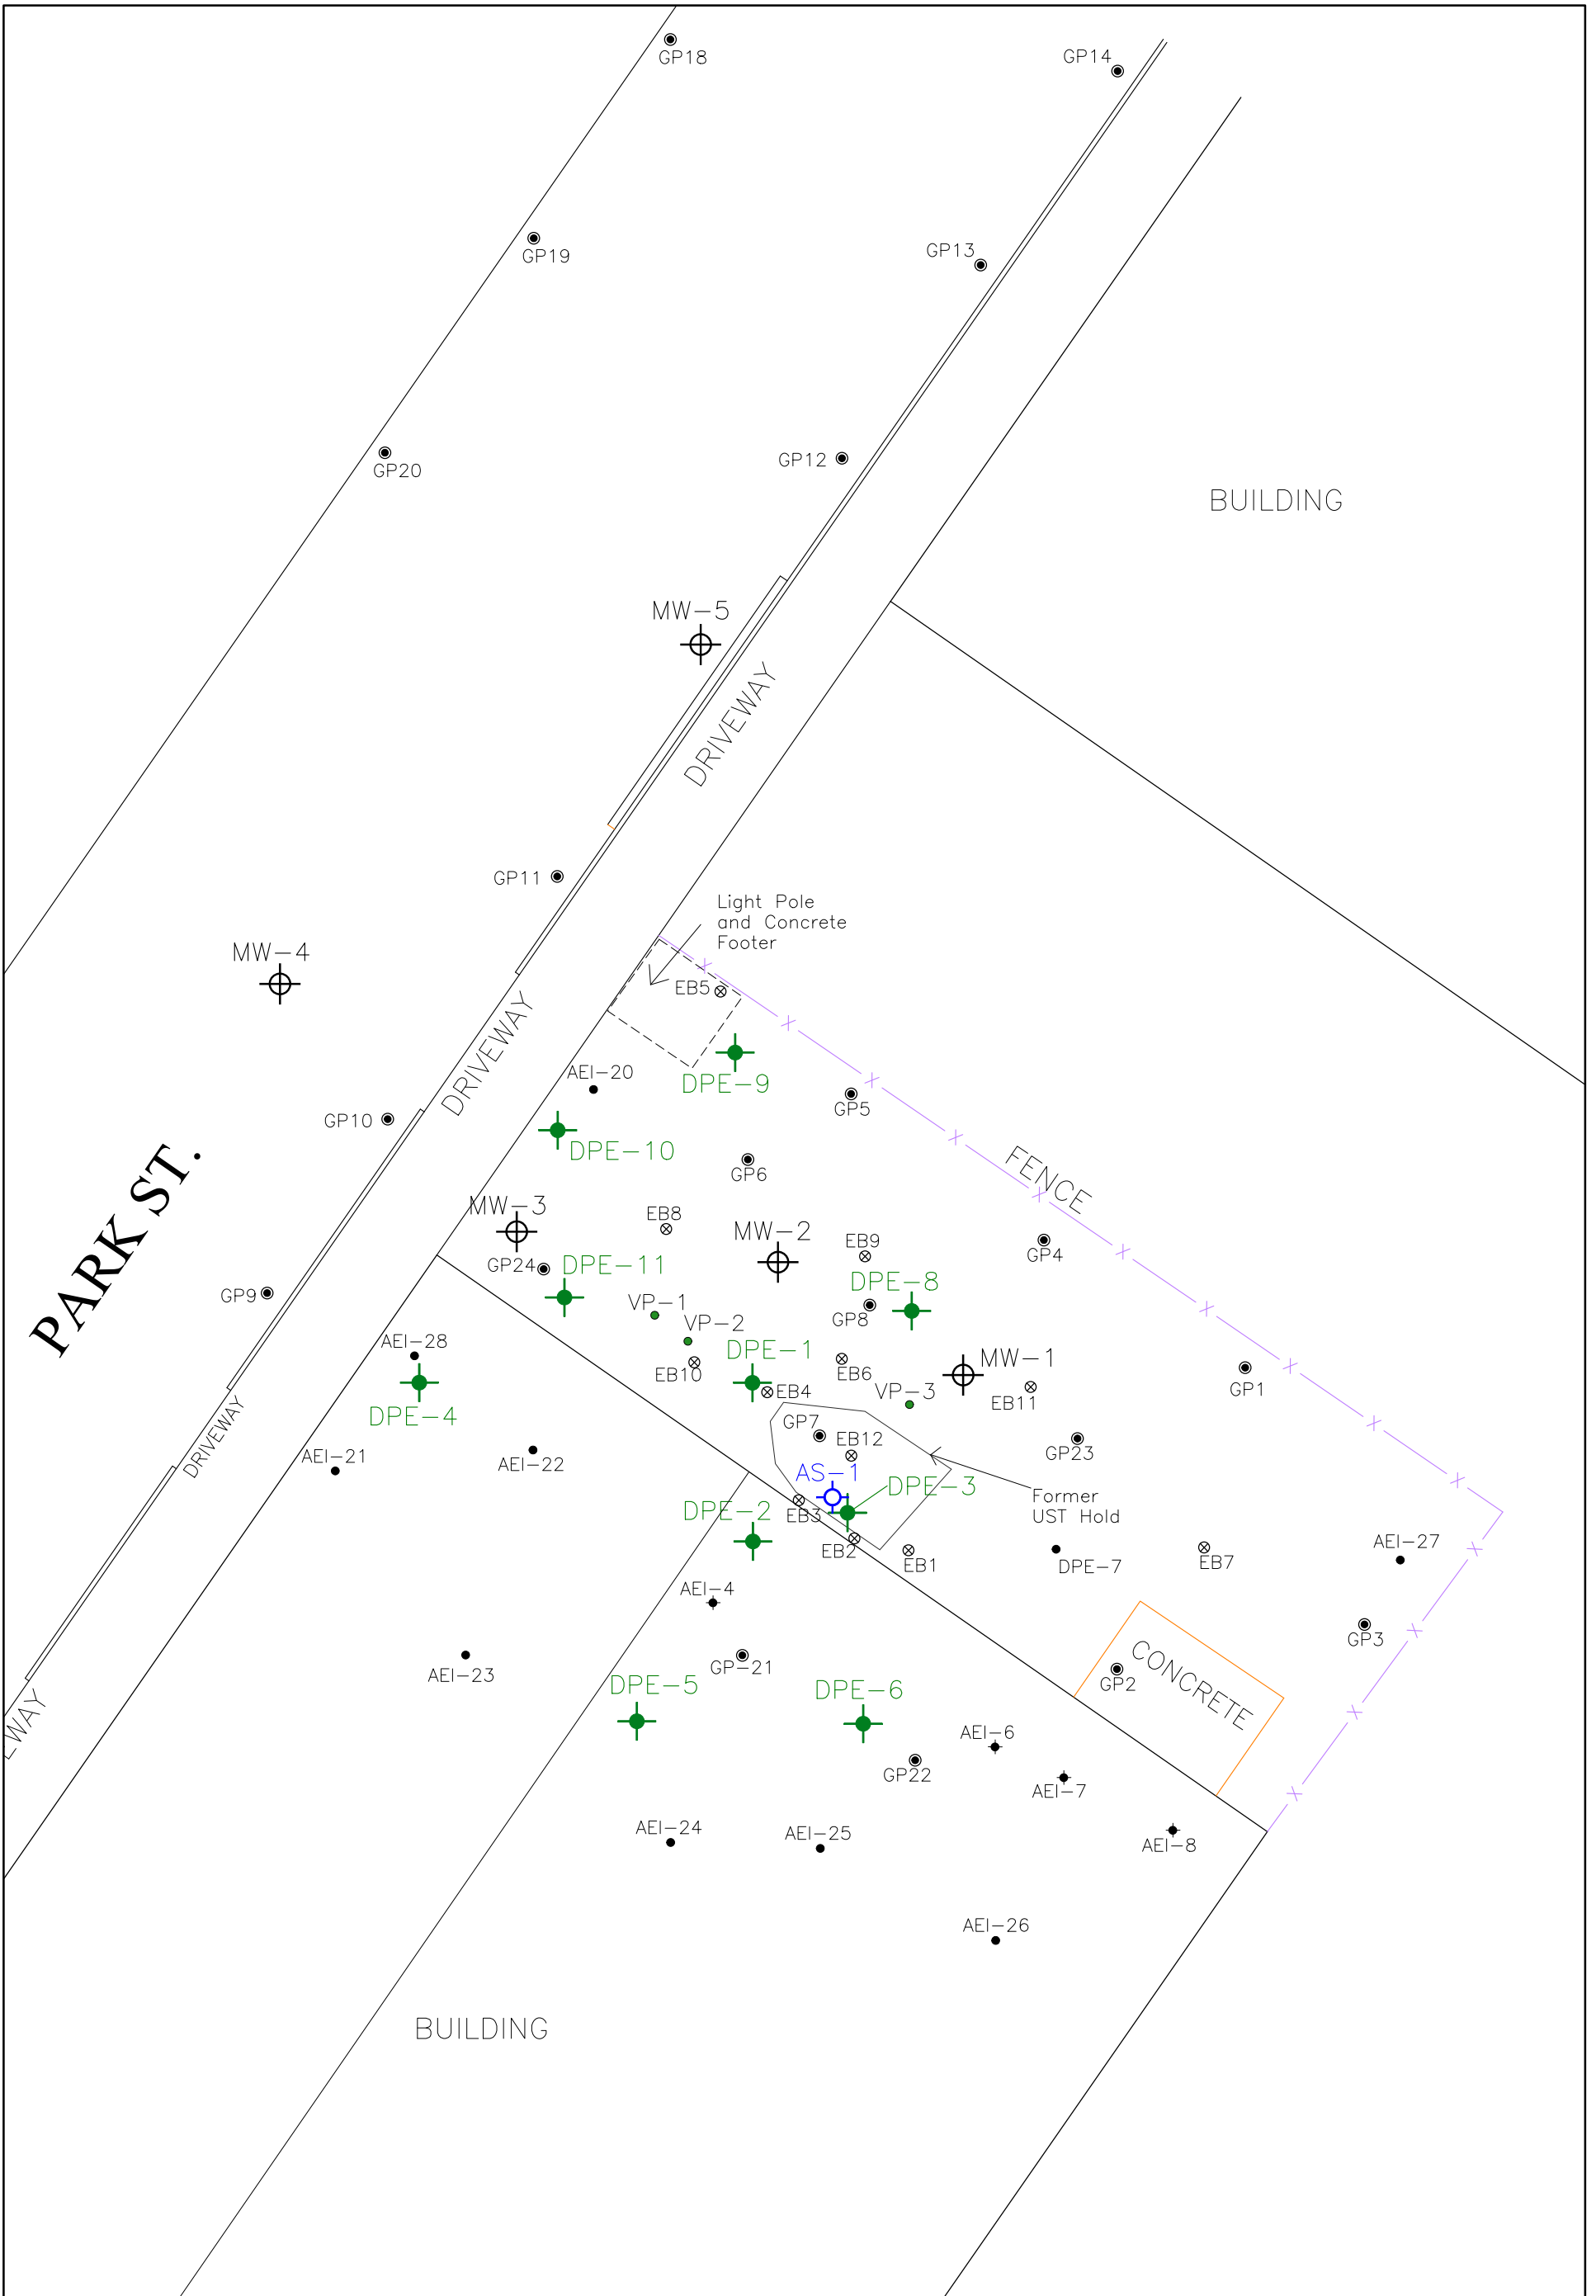 GP18
GP14
GP19
GP13
GP20
GP12
BUILDING
MW-5
DRIVEWAY
GP11
Light Pole
and Concrete
Footer
MW-4
EB5
DRIVEWAY
AEI-20
DPE-9
GP5
GP10
DPE-10
PARK ST.
GP6
FENCE
MW-3
EB8
MW-2
EB9
GP4
GP24
DPE-11
DPE-8
GP9
VP-1
GP8
VP-2
AEI-28
DPE-1
EB6
MW-1
EB10
GP1
DPE-4
EB4
VP-3
EB11
DRIVEWAY
GP7
EB12
GP23
AEI-21
AEI-22
AS-1
DPE-3
Former
UST Hold
DPE-2
EB3
EB2
EB1
DPE-7
EB7
AEI-27
AEI-4
GP3
AEI-23
GP-21
GP2
CONCRETE
DPE-5
DPE-6
WAY
AEI-6
GP22
AEI-7
AEI-24
AEI-25
AEI-8
AEI-26
BUILDING